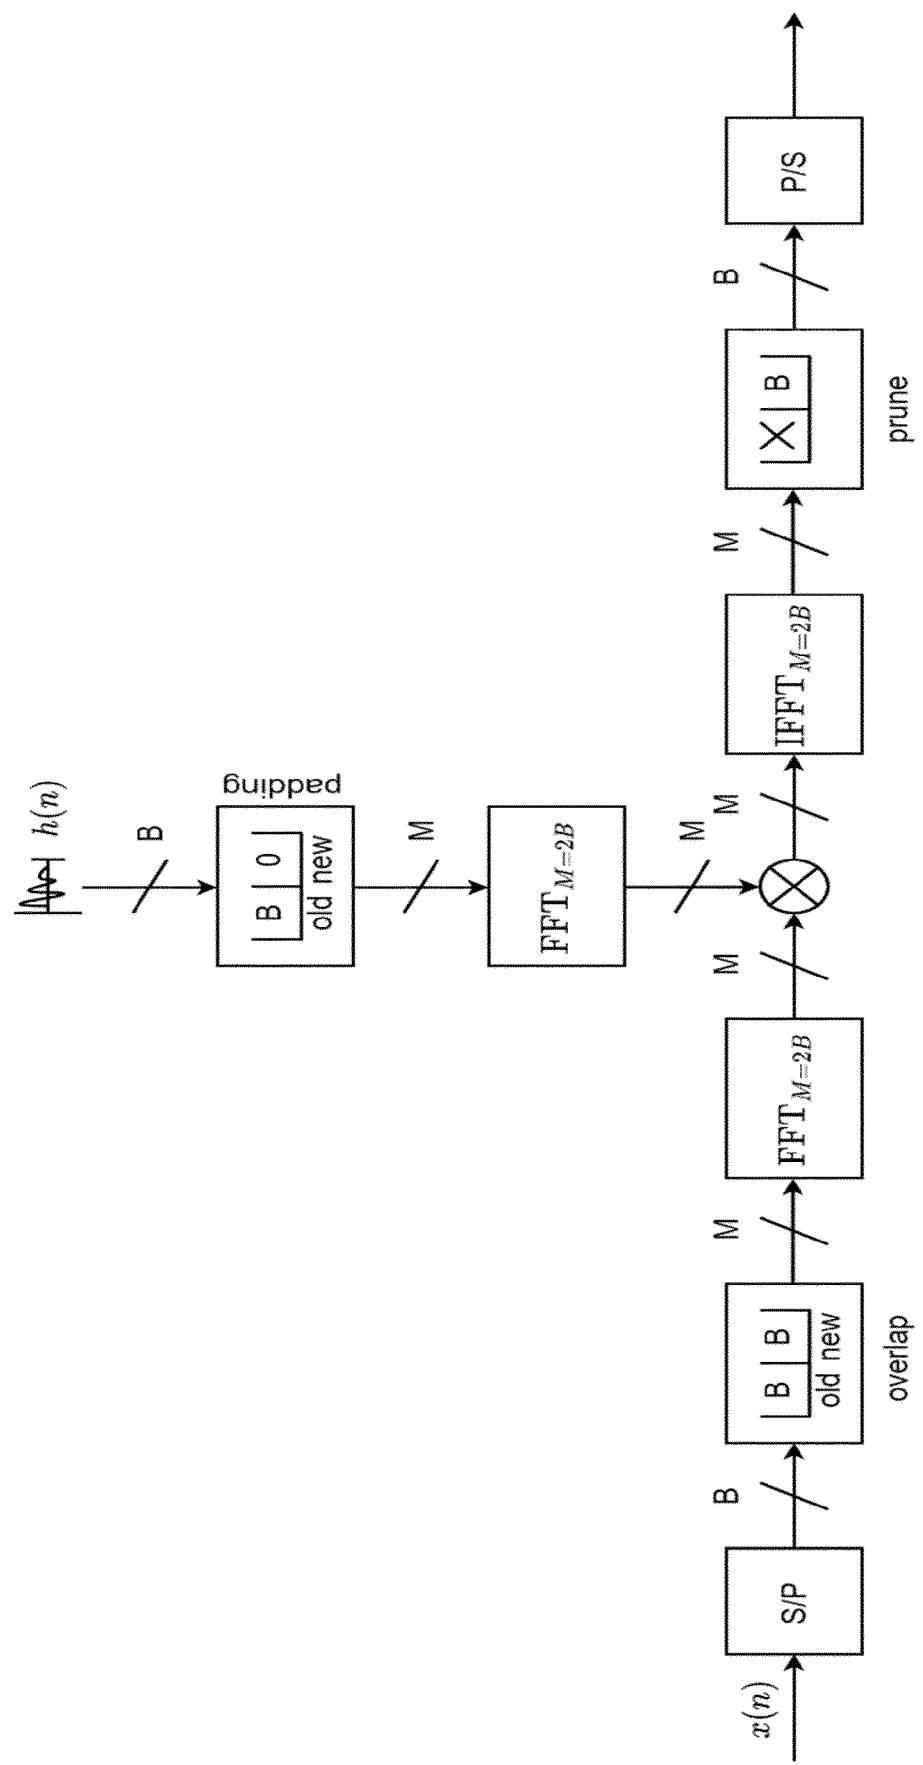 h(n)
B
padding
B 0
old new
M
FFT_{M=2B}
M
x(n)
S/P
B
B B
old new
overlap
M
FFT_{M=2B}
M
M
IFFT_{M=2B}
M
X B
prune
B
P/S